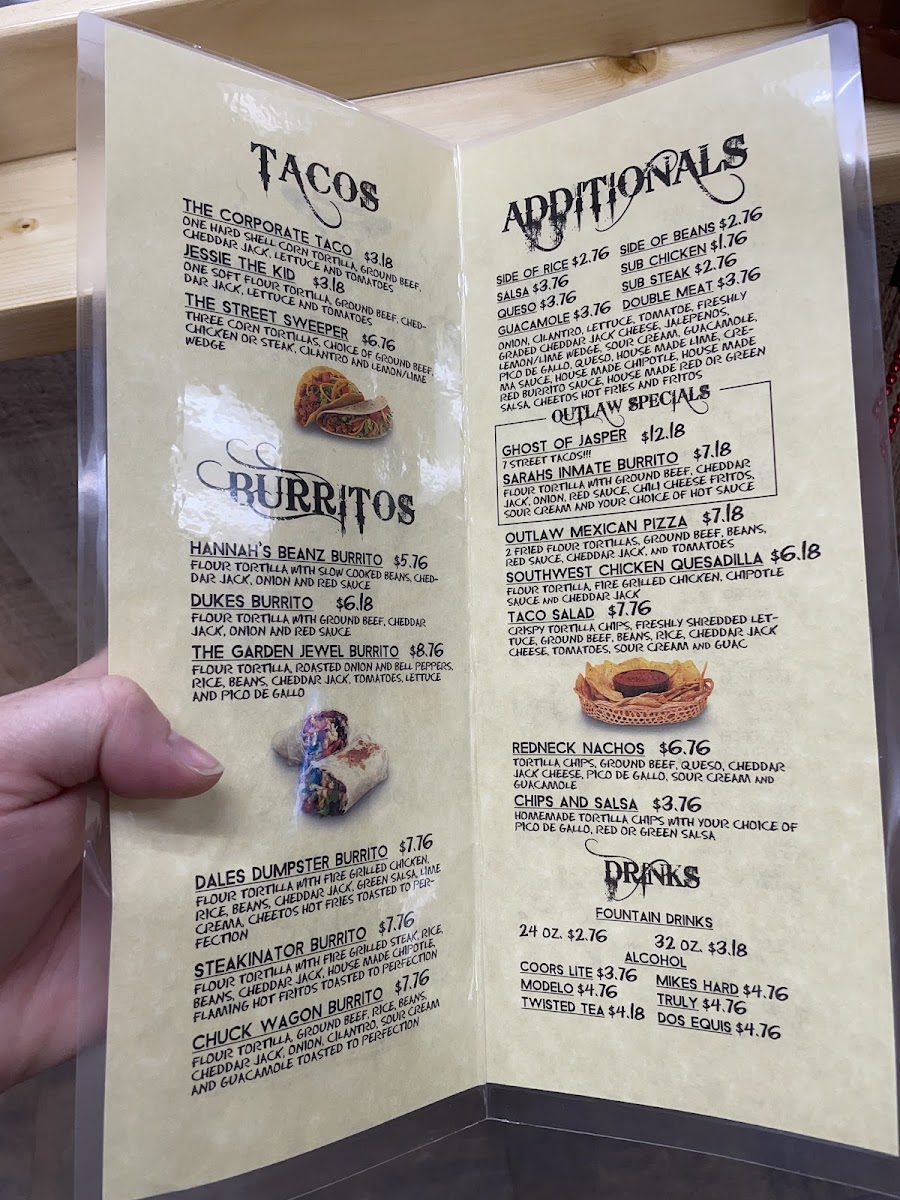 TACOS
THE CORPORATE TACO $3.18
ONE HARD SHELL CORN TORTILLA, GROUND BEEF,
CHEDDAR JACK, LETTUCE AND TOMATOES
JESSIE THE KID $3.18
ONE SOFT FLOUR TORTILLA, GROUND BEEF, CHED-
DAR JACK, LETTUCE AND TOMATOES
THE STREET SWEEPER $6.76
THREE CORN TORTILLAS, CHOICE OF GROUND BEEF,
CHICKEN OR STEAK, CILANTRO AND LEMON/LIME
WEDGE
BURRITOS
HANNAH'S BEANZ BURRITO $5.76
FLOUR TORTILLA WITH SLOW COOKED BEANS, CHED-
DAR JACK, ONION AND RED SAUCE
DUKES BURRITO $6.18
FLOUR TORTILLA WITH GROUND BEEF, CHEDDAR
JACK, ONION AND RED SAUCE
THE GARDEN JEWEL BURRITO $8.76
FLOUR TORTILLA, ROASTED ONION AND BELL PEPPERS,
RICE, BEANS, CHEDDAR JACK, TOMATOES, LETTUCE
AND PICO DE GALLO
DALES DUMPSTER BURRITO $7.76
FLOUR TORTILLA WITH FIRE GRILLED CHICKEN,
RICE, BEANS, CHEDDAR JACK, GREEN SALSA, LIME
CREMA, CHEETOS HOT FRIES TOASTED TO PER-
FECTION
STEAKINATOR BURRITO $7.76
FLOUR TORTILLA WITH FIRE GRILLED STEAK, RICE,
BEANS, CHEDDAR JACK, HOUSE MADE CHIPOTLE,
FLAMING HOT FRITOS TOASTED TO PERFECTION
CHUCK WAGON BURRITO $7.76
FLOUR TORTILLA, GROUND BEEF, RICE, BEANS,
CHEDDAR JACK, ONION, CILANTRO, SOUR CREAM
AND GUACAMOLE TOASTED TO PERFECTION
ADDITIONALS
SIDE OF RICE $2.76 SIDE OF BEANS $2.76
SALSA $3.76 SUB CHICKEN $1.76
QUESO $3.76 SUB STEAK $2.76
GUACAMOLE $3.76 DOUBLE MEAT $3.76
ONION, CILANTRO, LETTUCE, TOMATOE, FRESHLY
GRADED CHEDDAR JACK CHEESE, JALEPENOS,
LEMON/LIME WEDGE, SOUR CREAM, GUACAMOLE,
PICO DE GALLO, QUESO, HOUSE MADE LIME, CRE-
MA SAUCE, HOUSE MADE CHIPOTLE, HOUSE MADE
RED BURRITO SAUCE, HOUSE MADE RED OR GREEN
SALSA, CHEETOS HOT FRIES AND FRITOS
OUTLAW SPECIALS
GHOST OF JASPER $12.18
7 STREET TACOS!!!
SARAHS INMATE BURRITO $7.18
FLOUR TORTILLA WITH GROUND BEEF, CHEDDAR
JACK, ONION, RED SAUCE, CHILI CHEESE FRITOS,
SOUR CREAM AND YOUR CHOICE OF HOT SAUCE
OUTLAW MEXICAN PIZZA $7.18
2 FRIED FLOUR TORTILLAS, GROUND BEEF, BEANS,
RED SAUCE, CHEDDAR JACK, AND TOMATOES
SOUTHWEST CHICKEN QUESADILLA $6.18
FLOUR TORTILLA, FIRE GRILLED CHICKEN, CHIPOTLE
SAUCE AND CHEDDAR JACK
TACO SALAD $7.76
CRISPY TORTILLA CHIPS, FRESHLY SHREDDED LET-
TUCE, GROUND BEEF, BEANS, RICE, CHEDDAR JACK
CHEESE, TOMATOES, SOUR CREAM AND GUAC
REDNECK NACHOS $6.76
TORTILLA CHIPS, GROUND BEEF, QUESO, CHEDDAR
JACK CHEESE, PICO DE GALLO, SOUR CREAM AND
GUACAMOLE
CHIPS AND SALSA $3.76
HOMEMADE TORTILLA CHIPS WITH YOUR CHOICE OF
PICO DE GALLO, RED OR GREEN SALSA
DRINKS
FOUNTAIN DRINKS
24 OZ. $2.76 32 OZ. $3.18
ALCOHOL
COORS LITE $3.76 MIKES HARD $4.76
MODELO $4.76 TRULY $4.76
TWISTED TEA $4.18 DOS EQUIS $4.76